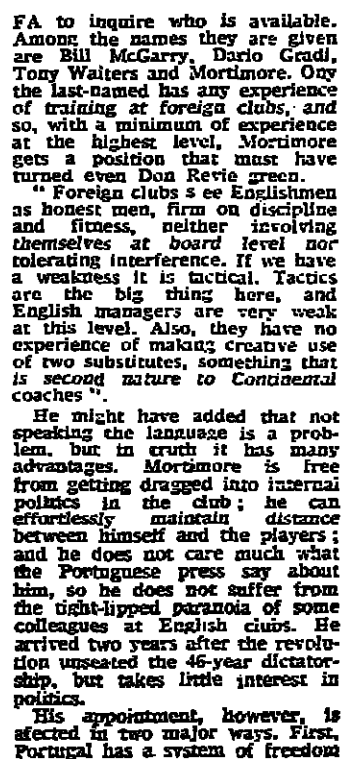 FA to inquire who is available.
Among the names they are given
are Bill McGarry, Dario Gradi,
Tony Waiters and Mortimore. Ony
the last-named has any experience
of training at foreign clubs, and
so, with a minimum of experience
at the highest level, Mortimore
gets a position that must have
turned even Don Revie green.
" Foreign clubs s ee Englishmen
as honest men, firm on discipline
and fitness, neither involving
themselves at board level nor
tolerating interference. If we have
a weakness it is tactical. Tactics
are the big thing here, and
English managers are very weak
at this level. Also, they have no
experience of making creative use
of two substitutes, something that
is second nature to Continental
coaches ".
He might have added that not
speaking the language is a prob-
lem, but in truth it has many
advantages. Mortimore is free
from getting dragged into internal
politics in the club ; he can
effortlessly maintain distance
between himself and the players ;
and he does not care much what
the Portuguese press say about
him, so he does not suffer from
the tight-lipped paranoia of some
colleagues at English clubs. He
arrived two years after the revolu-
tion unseated the 46-year dictator-
ship, but takes little interest in
politics.
His appointment, however, is
afected in two major ways. First,
Portugal has a system of freedom